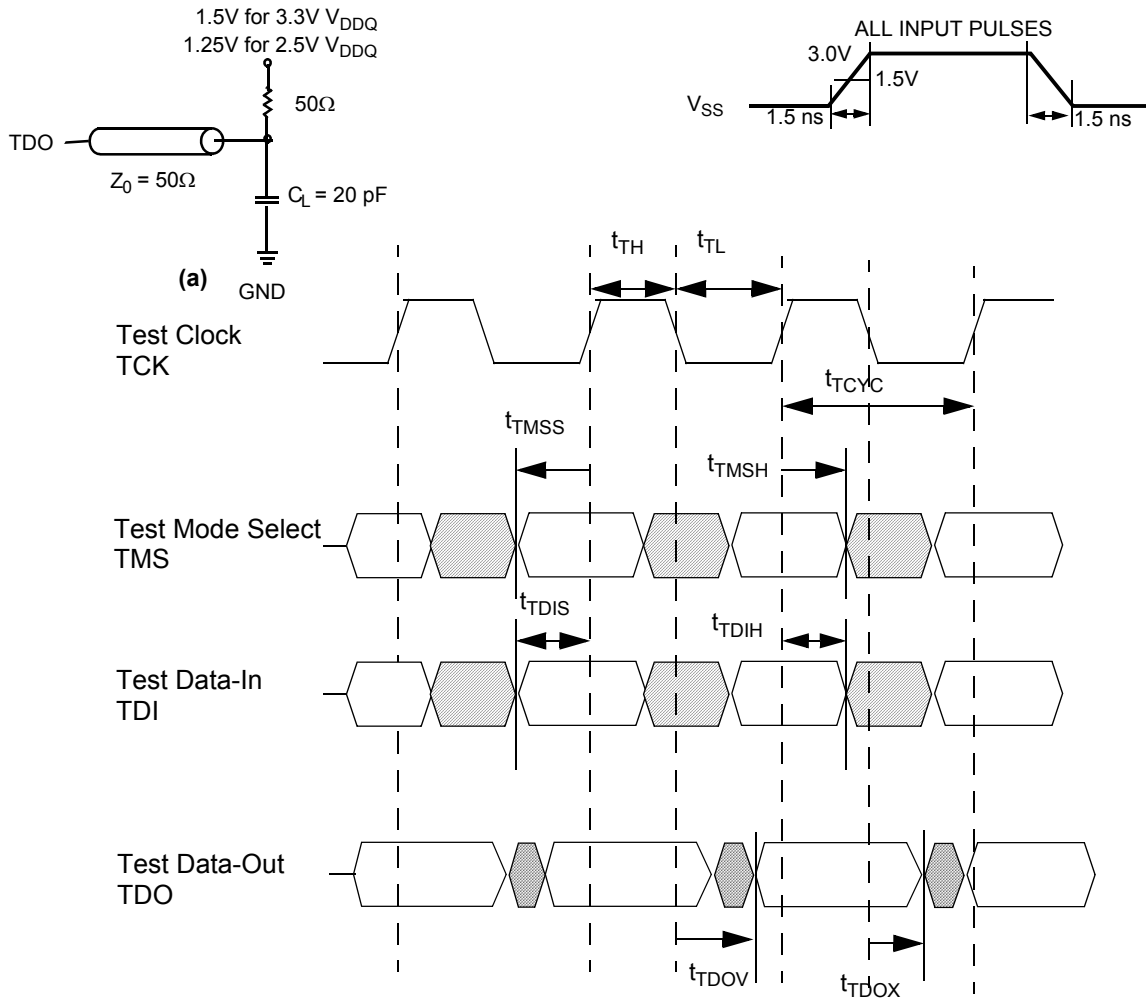 1.5V for 3.3V VDDQ
1.25V for 2.5V VDDQ
50Ω
TDO
Z0 = 50Ω
CL = 20 pF
(a)
GND
ALL INPUT PULSES
3.0V
1.5V
VSS
1.5 ns
1.5 ns
tTH
tTL
Test Clock
TCK
tTCYC
tTMSS
tTMSH
Test Mode Select
TMS
tTDIS
tTDIH
Test Data-In
TDI
Test Data-Out
TDO
tTDOV
tTDOX